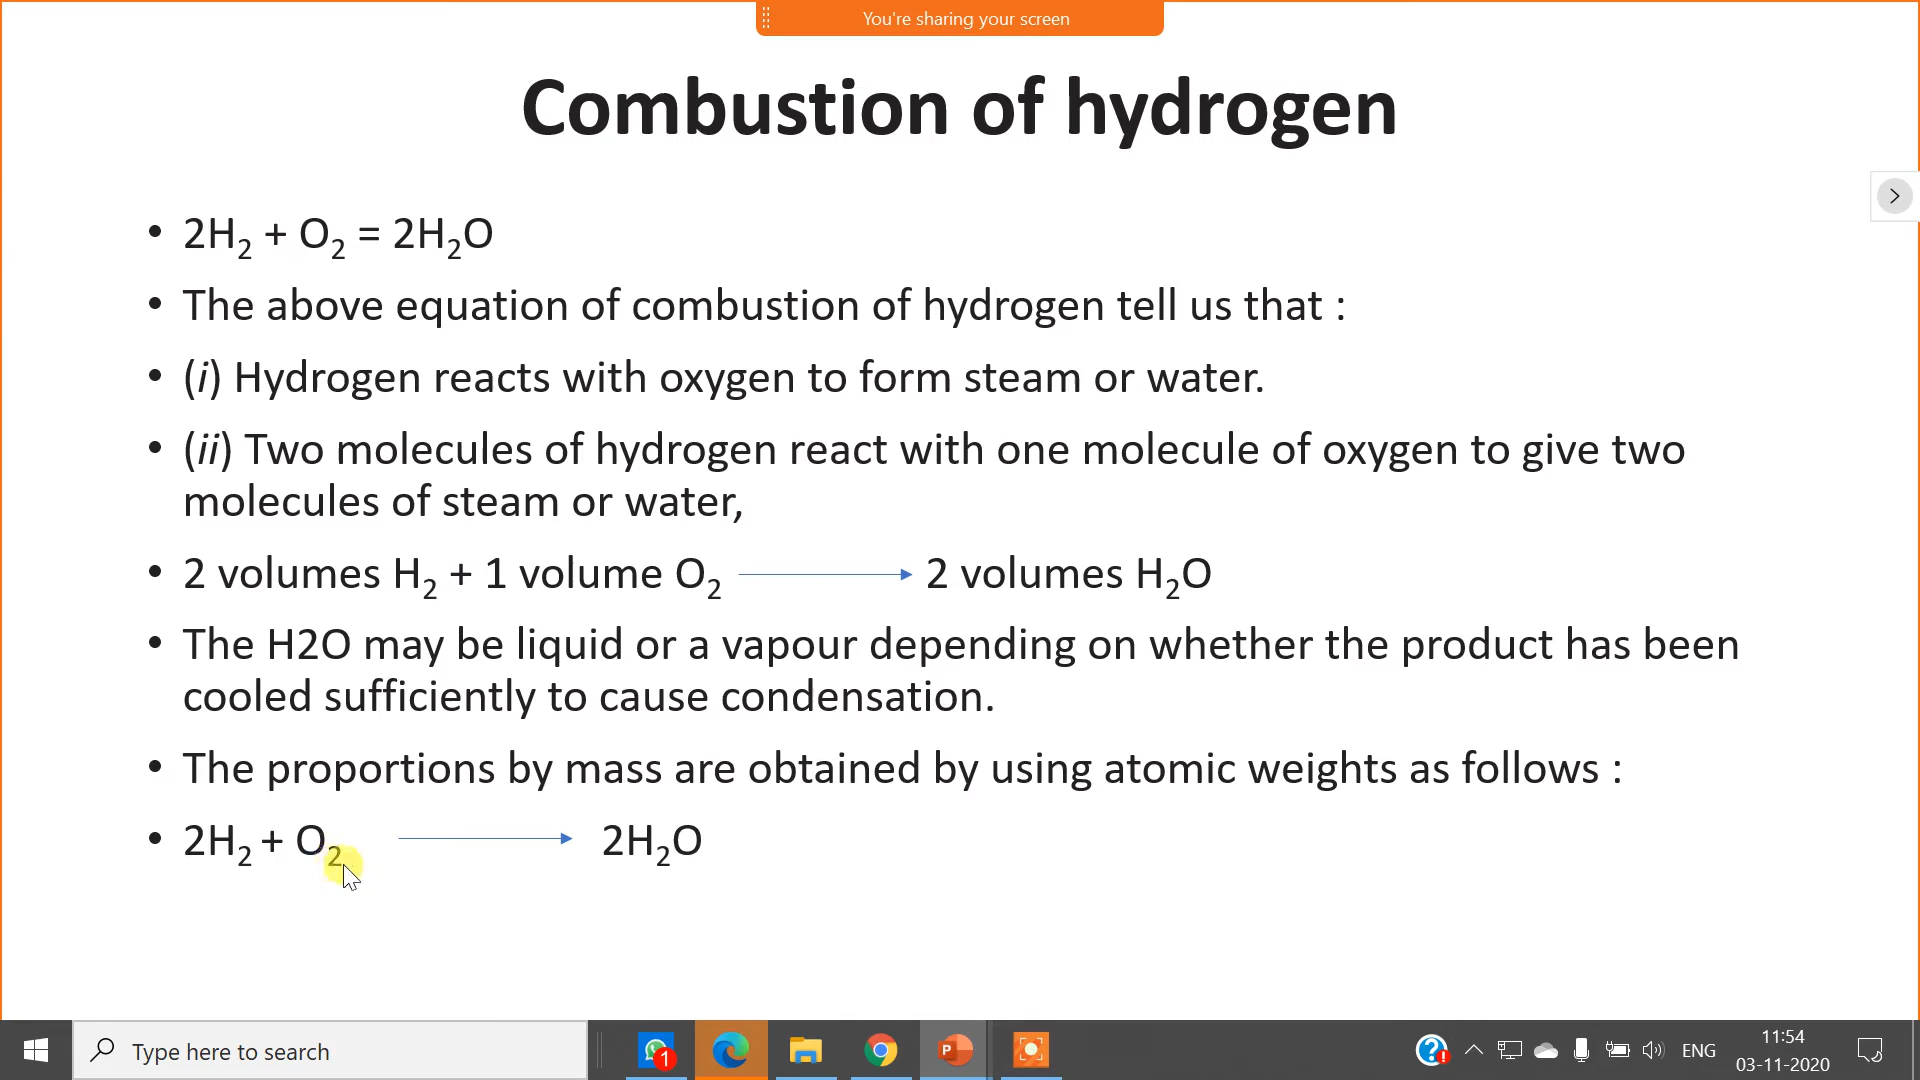 You're sharing your screen
Combustion of hydrogen
• 2H₂ + O₂ = 2H₂O
• The above equation of combustion of hydrogen tell us that :
• (i) Hydrogen reacts with oxygen to form steam or water.
• (ii) Two molecules of hydrogen react with one molecule of oxygen to give two
molecules of steam or water,
• 2 volumes H₂ + 1 volume O₂ ⟶ 2 volumes H₂O
• The H2O may be liquid or a vapour depending on whether the product has been
cooled sufficiently to cause condensation.
• The proportions by mass are obtained by using atomic weights as follows :
• 2H₂ + O₂ ⟶ 2H₂O
Type here to search
1
P
ENG
11:54
03-11-2020